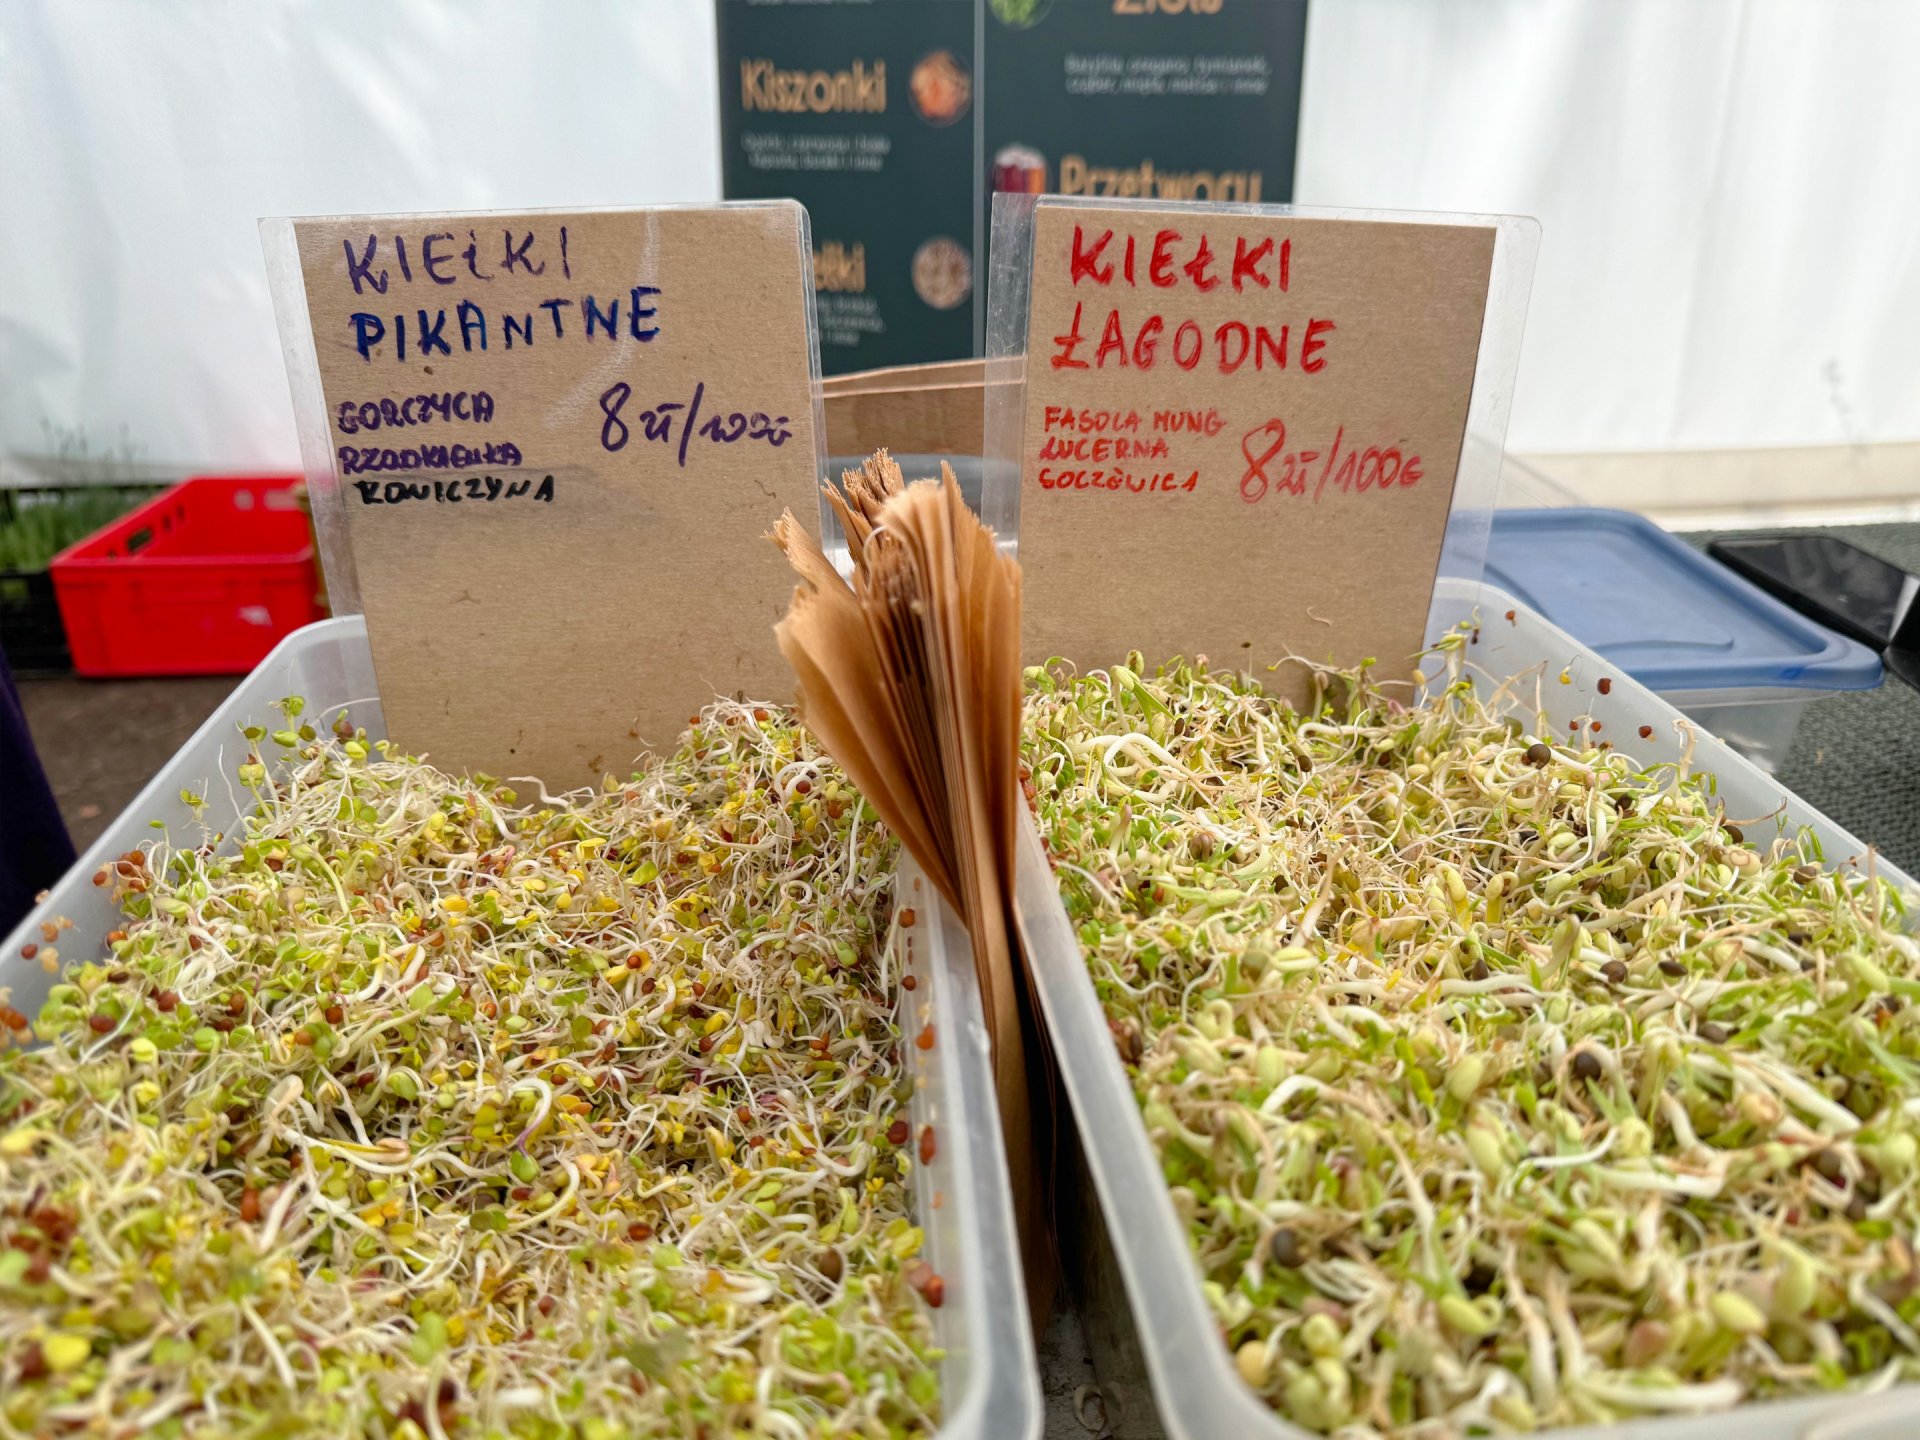 Kiszonki
Przetwory
KIEŁKI
PIKANTNE
GORCZYCA
RZODKIEWKA
KONICZYNA
8 zł/100G
KIEŁKI
ŁAGODNE
FASOLA MUNG
LUCERNA
SOCZEWICA
8 zł/100G